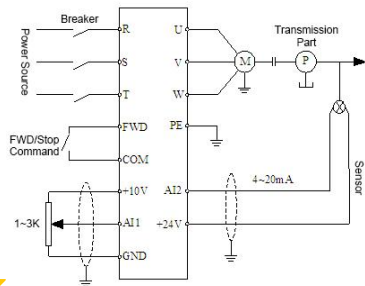 Breaker
Power Source
R
S
T
FWD/Stop
Command
FWD
COM
+10V
1~3K
AI1
GND
U
V
W
PE
AI2
+24V
M
Transmission
Part
P
4~20mA
Sensor